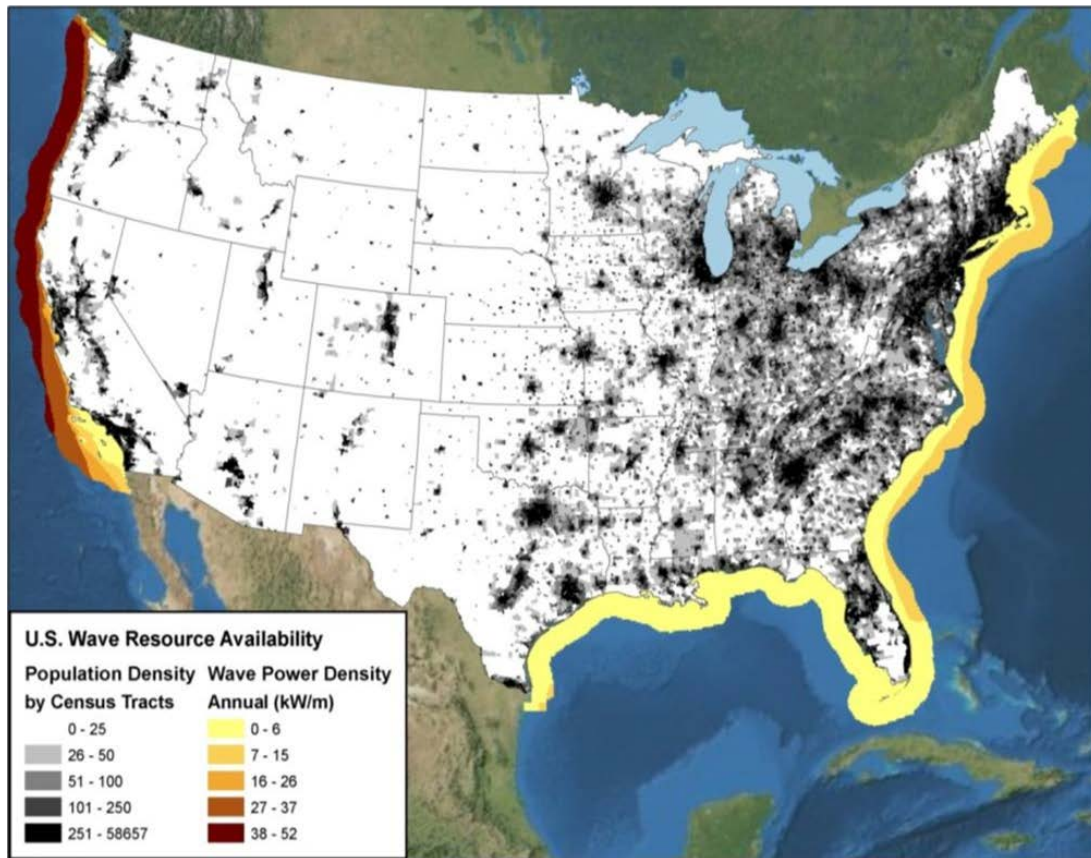 U.S. Wave Resource Availability
Population Density Wave Power Density
by Census Tracts Annual (kW/m)
0 - 25 0 - 6
26 - 50 7 - 15
51 - 100 16 - 26
101 - 250 27 - 37
251 - 58657 38 - 52